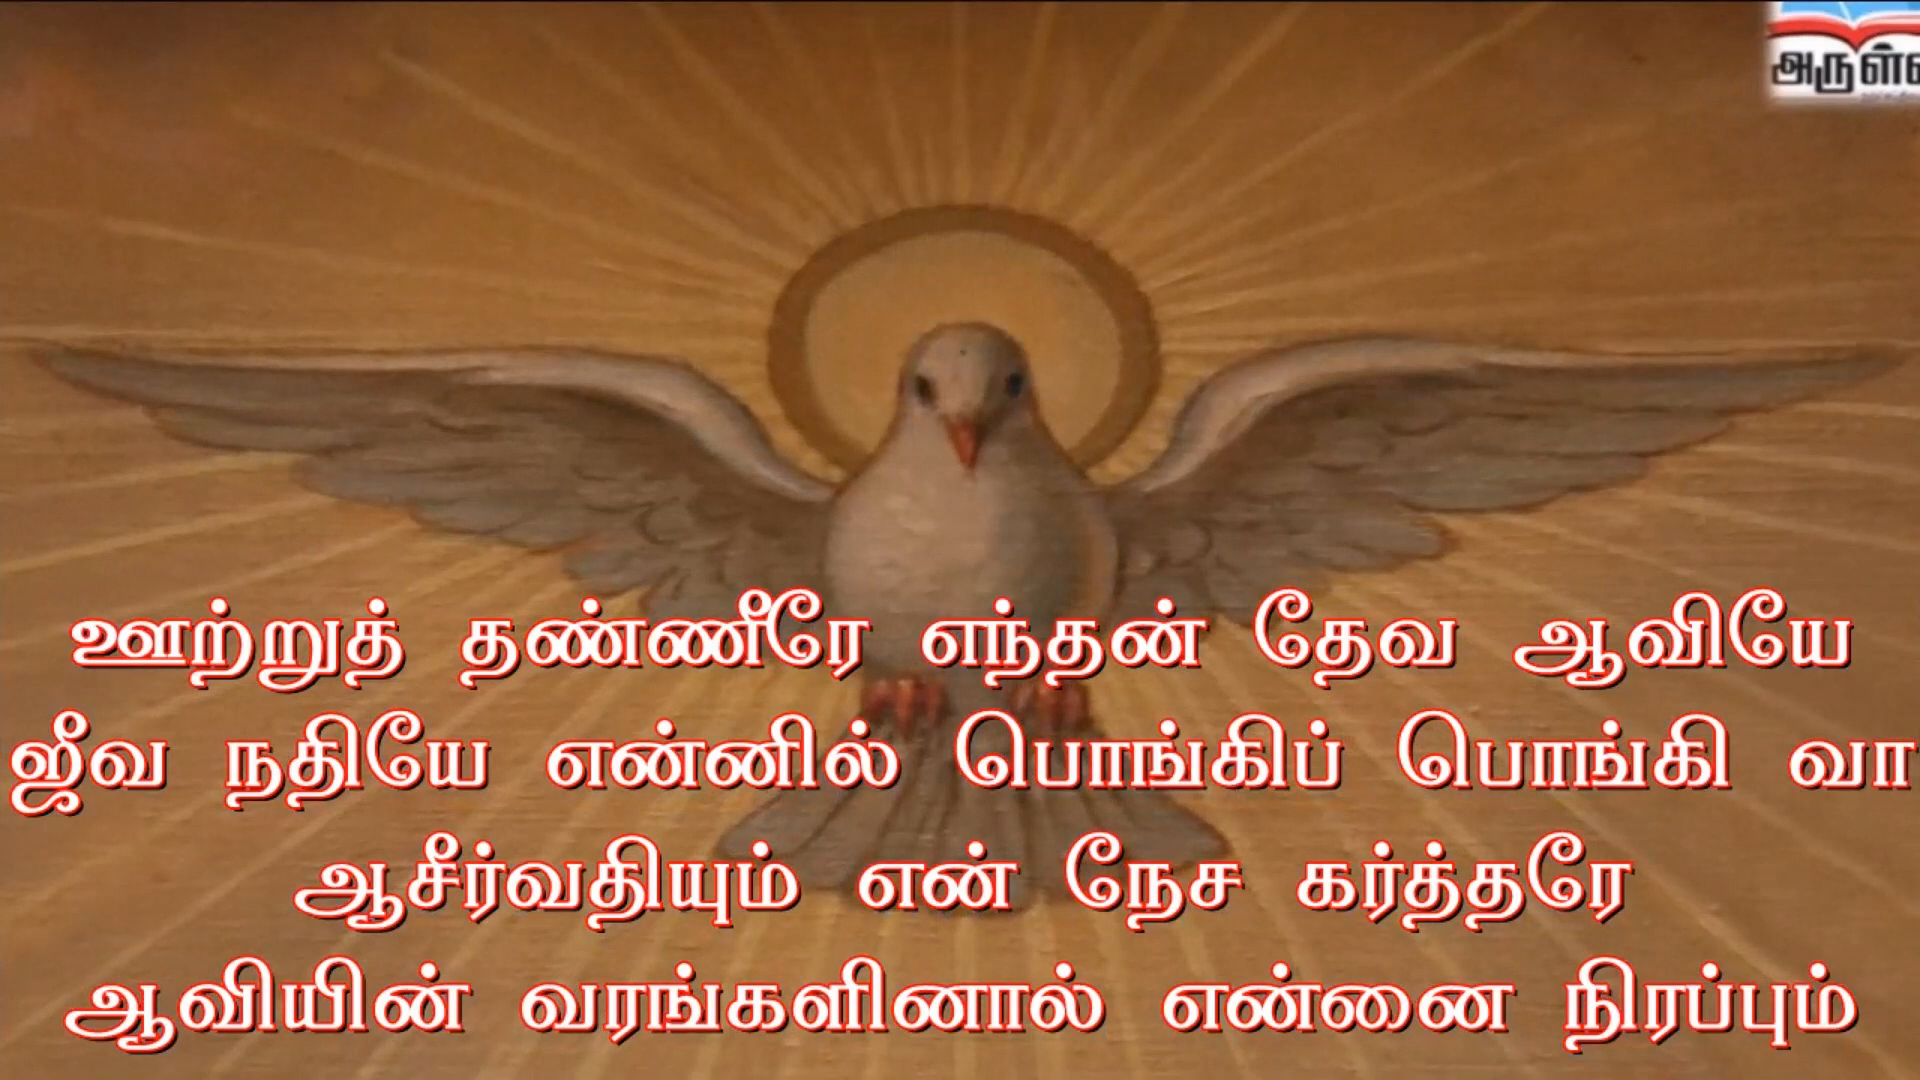 ஊற்றுத் தண்ணீரே எந்தன் தேவ ஆவியே
ஜீவ நதியே என்னில் பொங்கிப் பொங்கி வா
ஆசீர்வதியும் என் நேச கர்த்தரே
ஆவியின் வரங்களினால் என்னை நிரப்பும்